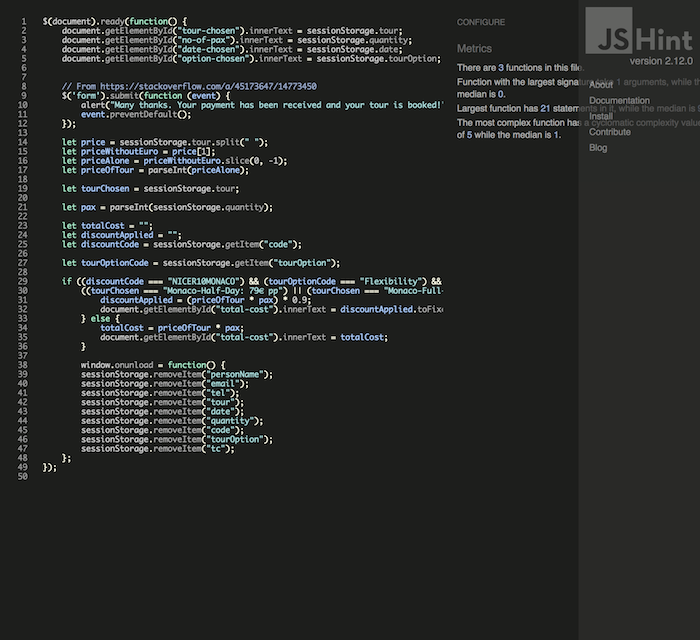 1 $(document).ready(function() {
2 document.getElementById("tour-chosen").innerText = sessionStorage.tour;
3 document.getElementById("no-of-pax").innerText = sessionStorage.quantity;
4 document.getElementById("date-chosen").innerText = sessionStorage.date;
5 document.getElementById("option-chosen").innerText = sessionStorage.tourOption;
6
7
8 // From https://stackoverflow.com/a/45173647/14773450
9 $('form').submit(function (event) {
10 alert("Many thanks. Your payment has been received and your tour is booked!"
11 event.preventDefault();
12 });
13
14 let price = sessionStorage.tour.split(" ");
15 let priceWithoutEuro = price[1];
16 let priceAlone = priceWithoutEuro.slice(0, -1);
17 let priceOfTour = parseInt(priceAlone);
18
19 let tourChosen = sessionStorage.tour;
20
21 let pax = parseInt(sessionStorage.quantity);
22
23 let totalCost = "";
24 let discountApplied = "";
25 let discountCode = sessionStorage.getItem("code");
26
27 let tourOptionCode = sessionStorage.getItem("tourOption");
28
29 if ((discountCode === "NICER10MONACO") && (tourOptionCode === "Flexibility") &&
30 ((tourChosen === "Monaco-Half-Day: 79€ pp") || (tourChosen === "Monaco-Full-
31 discountApplied = (priceOfTour * pax) * 0.9;
32 document.getElementById("total-cost").innerText = discountApplied.toFixe
33 } else {
34 totalCost = priceOfTour * pax;
35 document.getElementById("total-cost").innerText = totalCost;
36 }
37
38 window.onunload = function() {
39 sessionStorage.removeItem("personName");
40 sessionStorage.removeItem("email");
41 sessionStorage.removeItem("tel");
42 sessionStorage.removeItem("tour");
43 sessionStorage.removeItem("date");
44 sessionStorage.removeItem("quantity");
45 sessionStorage.removeItem("code");
46 sessionStorage.removeItem("tourOption");
47 sessionStorage.removeItem("tc");
48 };
49 });
50
CONFIGURE
Metrics
There are 3 functions in this file.
Function with the largest signature take 1 arguments, while the
median is 0.
Largest function has 21 statements in it, while the median is
The most complex function has a cyclomatic complexity value
of 5 while the median is 1.
JSHint
version 2.12.0
About
Documentation
Install
Contribute
Blog